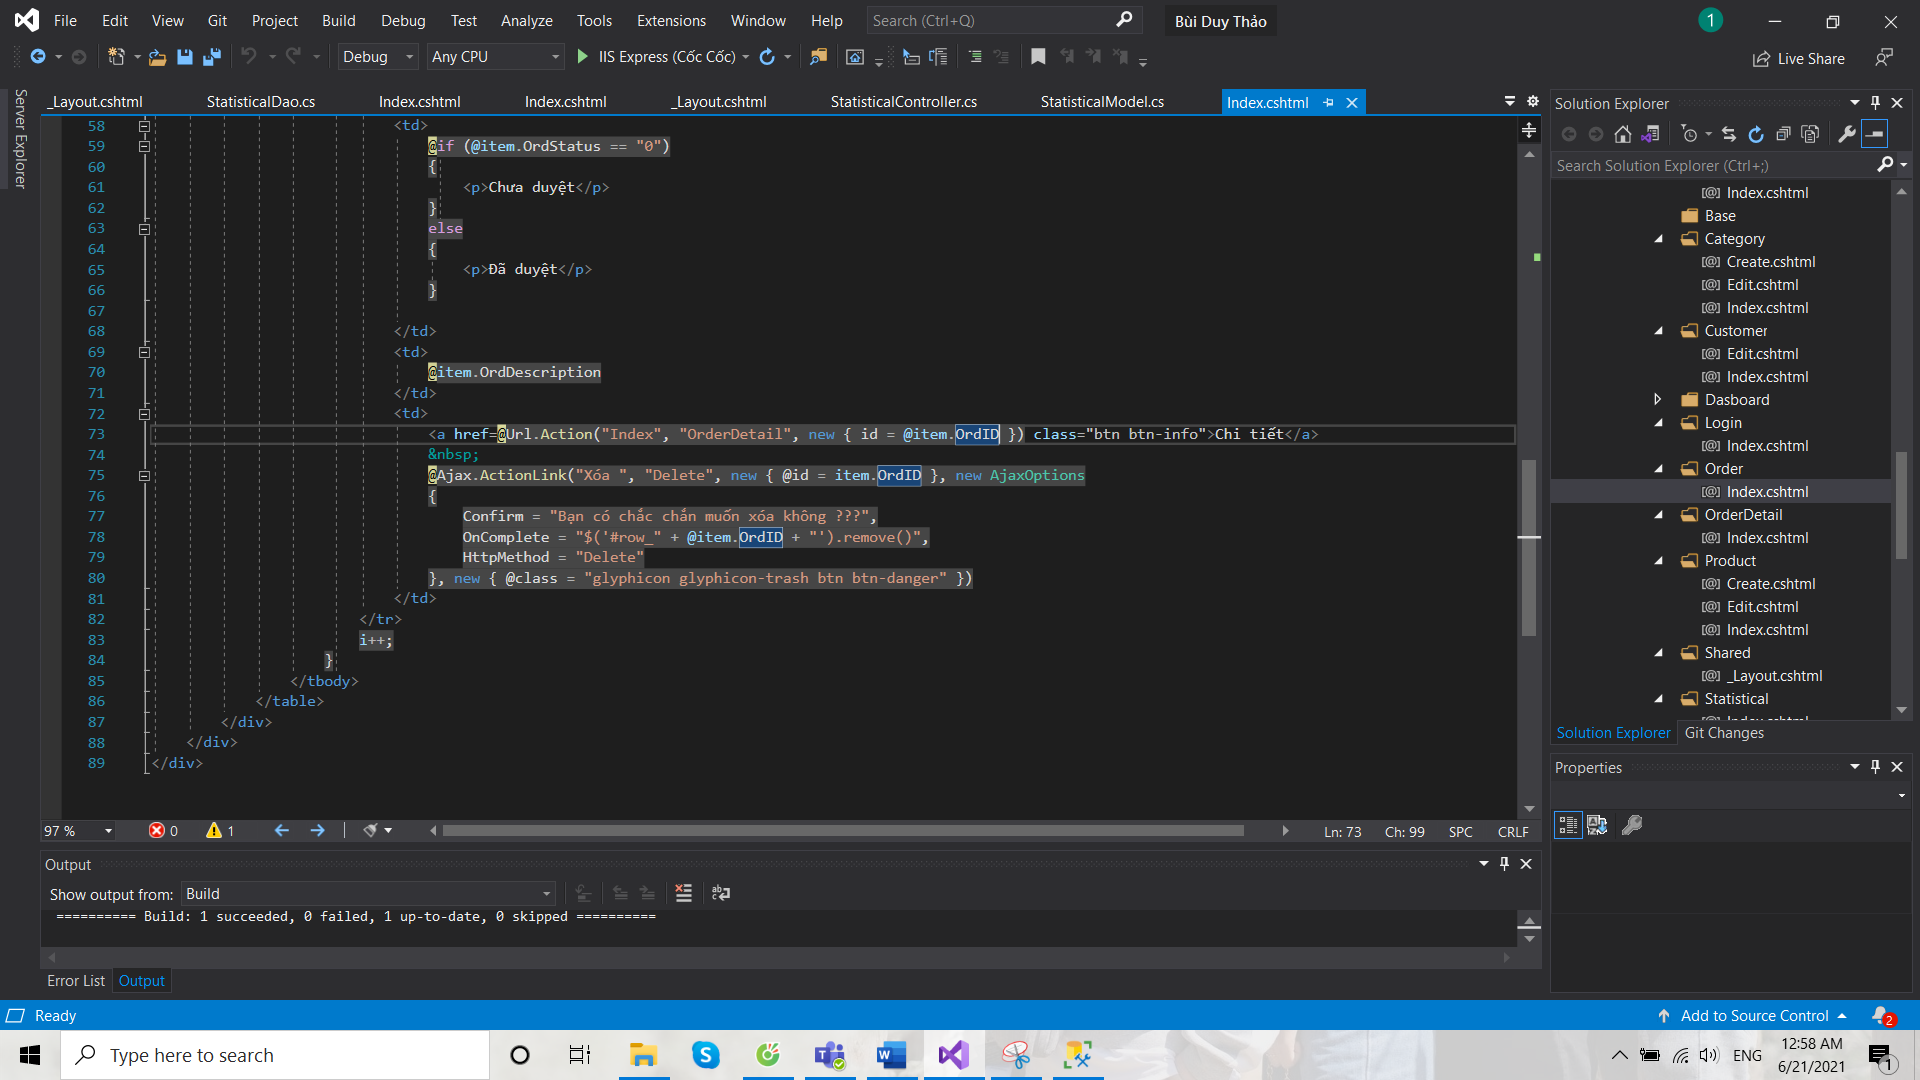 File Edit View Git Project Build Debug Test Analyze Tools Extensions Window Help Search (Ctrl+Q) Bùi Duy Thảo 1
Debug Any CPU IIS Express (Cốc Cốc) Live Share
Server Explorer
_Layout.cshtml StatisticalDao.cs Index.cshtml Index.cshtml _Layout.cshtml StatisticalController.cs StatisticalModel.cs Index.cshtml
58 <td>
59 @if (@item.OrdStatus == "0")
60 {
61 <p>Chưa duyệt</p>
62 }
63 else
64 {
65 <p>Đã duyệt</p>
66 }
67
68 </td>
69 <td>
70 @item.OrdDescription
71 </td>
72 <td>
73 <a href=@Url.Action("Index", "OrderDetail", new { id = @item.OrdID }) class="btn btn-info">Chi tiết</a>
74 &nbsp;
75 @Ajax.ActionLink("Xóa ", "Delete", new { @id = item.OrdID }, new AjaxOptions
76 {
77 Confirm = "Bạn có chắc chắn muốn xóa không ???",
78 OnComplete = "$('#row_" + @item.OrdID + "').remove()",
79 HttpMethod = "Delete"
80 }, new { @class = "glyphicon glyphicon-trash btn btn-danger" })
81 </td>
82 </tr>
83 i++;
84 }
85 </tbody>
86 </table>
87 </div>
88 </div>
89 </div>
97 % 0 1 Ln: 73 Ch: 99 SPC CRLF
Output
Show output from: Build
========== Build: 1 succeeded, 0 failed, 1 up-to-date, 0 skipped ==========
Error List Output
Solution Explorer
Search Solution Explorer (Ctrl+;)
Index.cshtml
Base
Category
Create.cshtml
Edit.cshtml
Index.cshtml
Customer
Edit.cshtml
Index.cshtml
Dasboard
Login
Index.cshtml
Order
Index.cshtml
OrderDetail
Index.cshtml
Product
Create.cshtml
Edit.cshtml
Index.cshtml
Shared
_Layout.cshtml
Statistical
Index.cshtml
Solution Explorer Git Changes
Properties
Ready Add to Source Control 2
Type here to search ENG 12:58 AM 1
6/21/2021